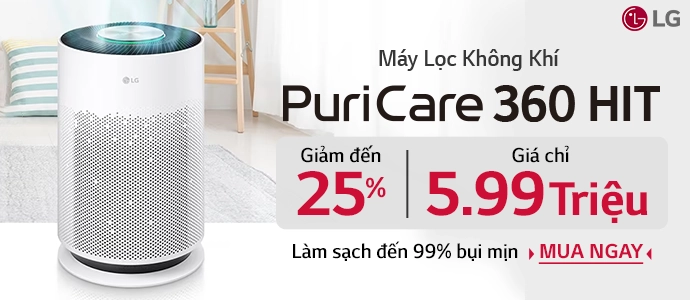 LG
Máy Lọc Không Khí
PuriCare 360 HIT
Giảm đến
25%
Giá chỉ
5.99 Triệu
Làm sạch đến 99% bụi mịn
MUA NGAY
LG